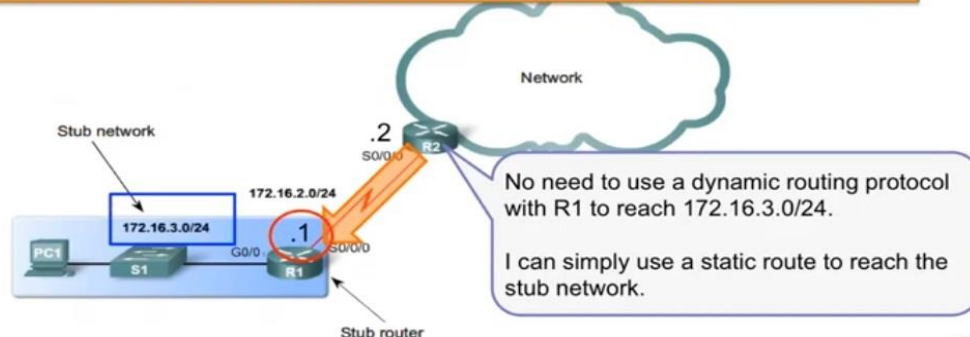 Network
Stub network
.2
R2
S0/0/0
172.16.2.0/24
No need to use a dynamic routing protocol
with R1 to reach 172.16.3.0/24.
172.16.3.0/24
.1
PC1
G0/0
S0/0/0
I can simply use a static route to reach the
stub network.
S1
R1
Stub router